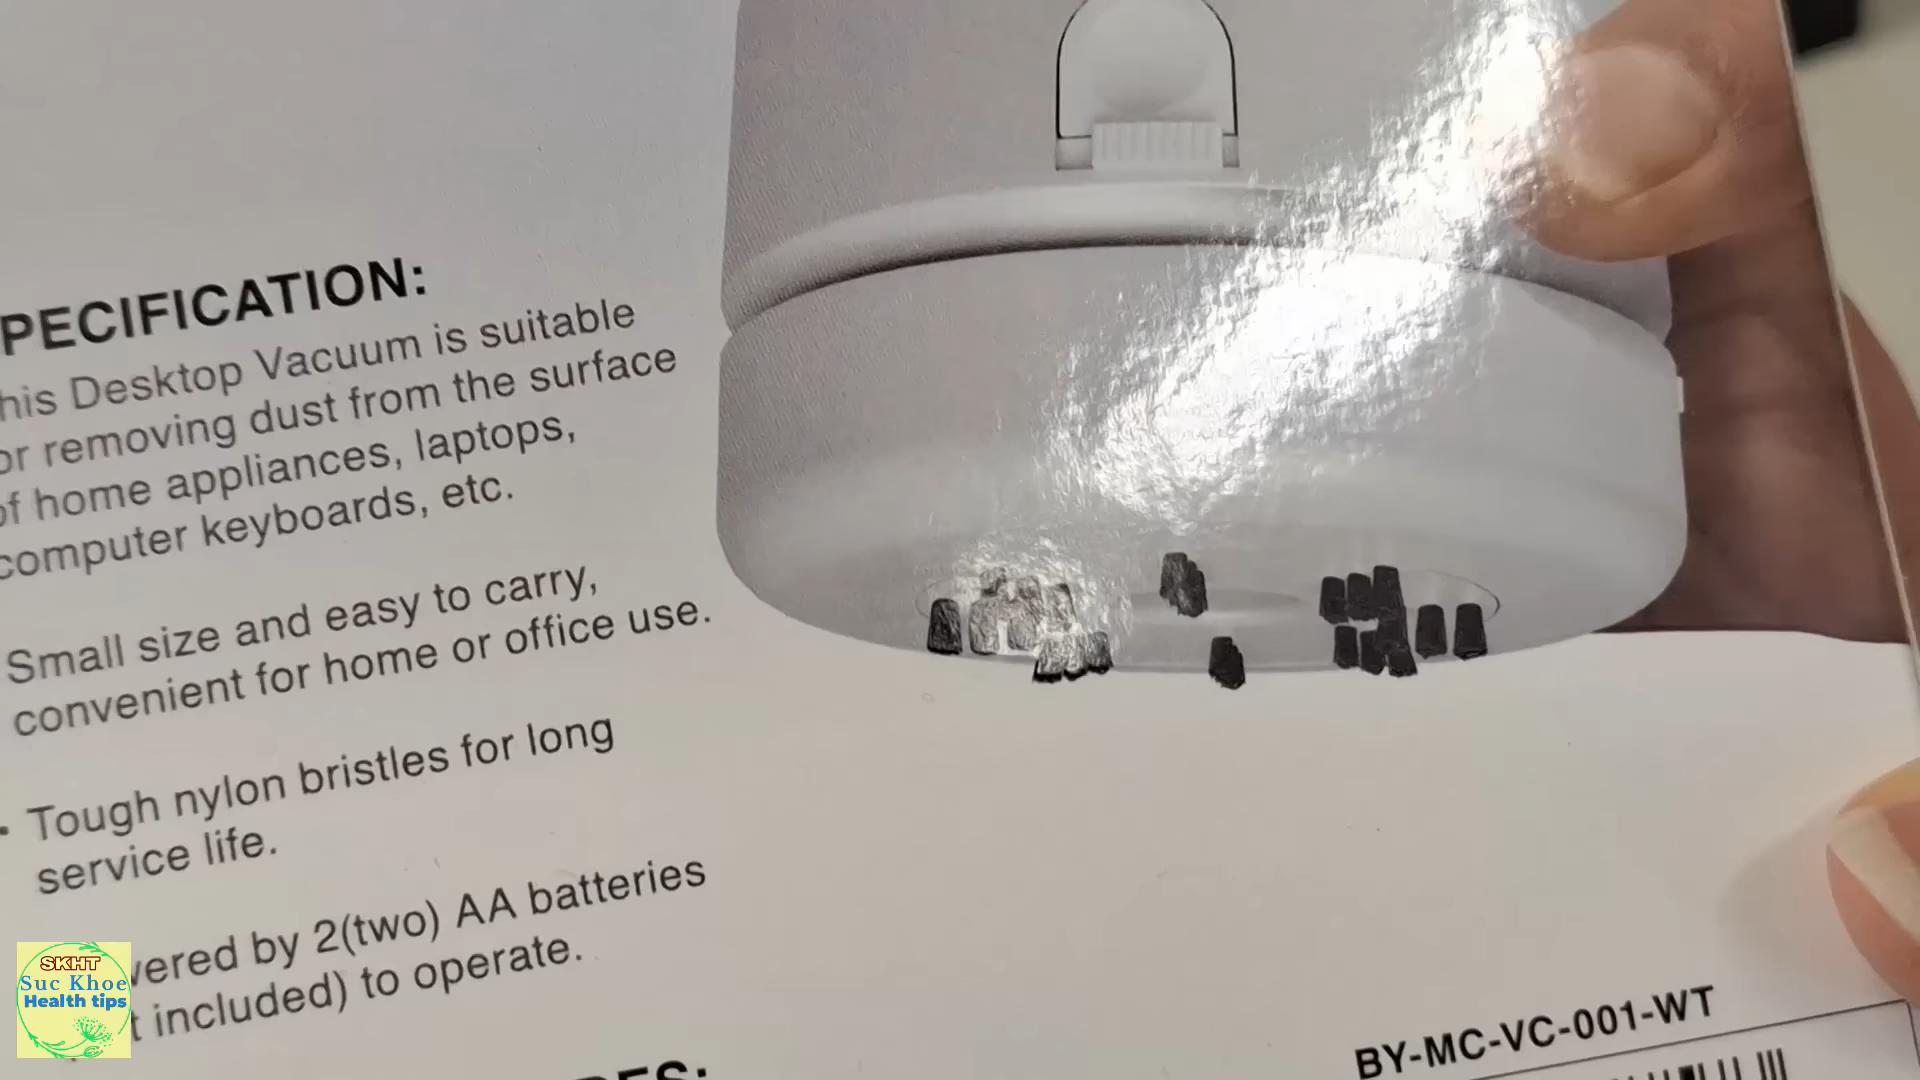 PECIFICATION:
his Desktop Vacuum is suitable
or removing dust from the surface
of home appliances, laptops,
computer keyboards, etc.
Small size and easy to carry,
convenient for home or office use.
• Tough nylon bristles for long
service life.
vered by 2(two) AA batteries
t included) to operate.
BY-MC-VC-001-WT
SKHT
Suc Khoe
Health tips